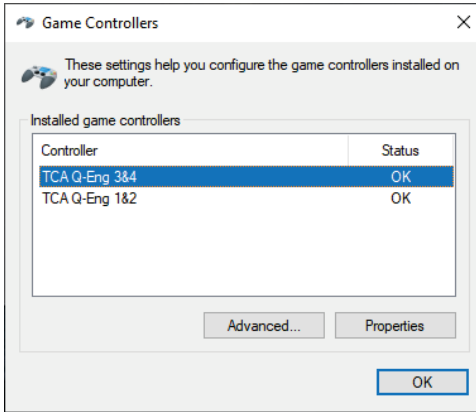 Game Controllers
These settings help you configure the game controllers installed on
your computer.
Installed game controllers
Controller Status
TCA Q-Eng 3&4 OK
TCA Q-Eng 1&2 OK
Advanced... Properties
OK